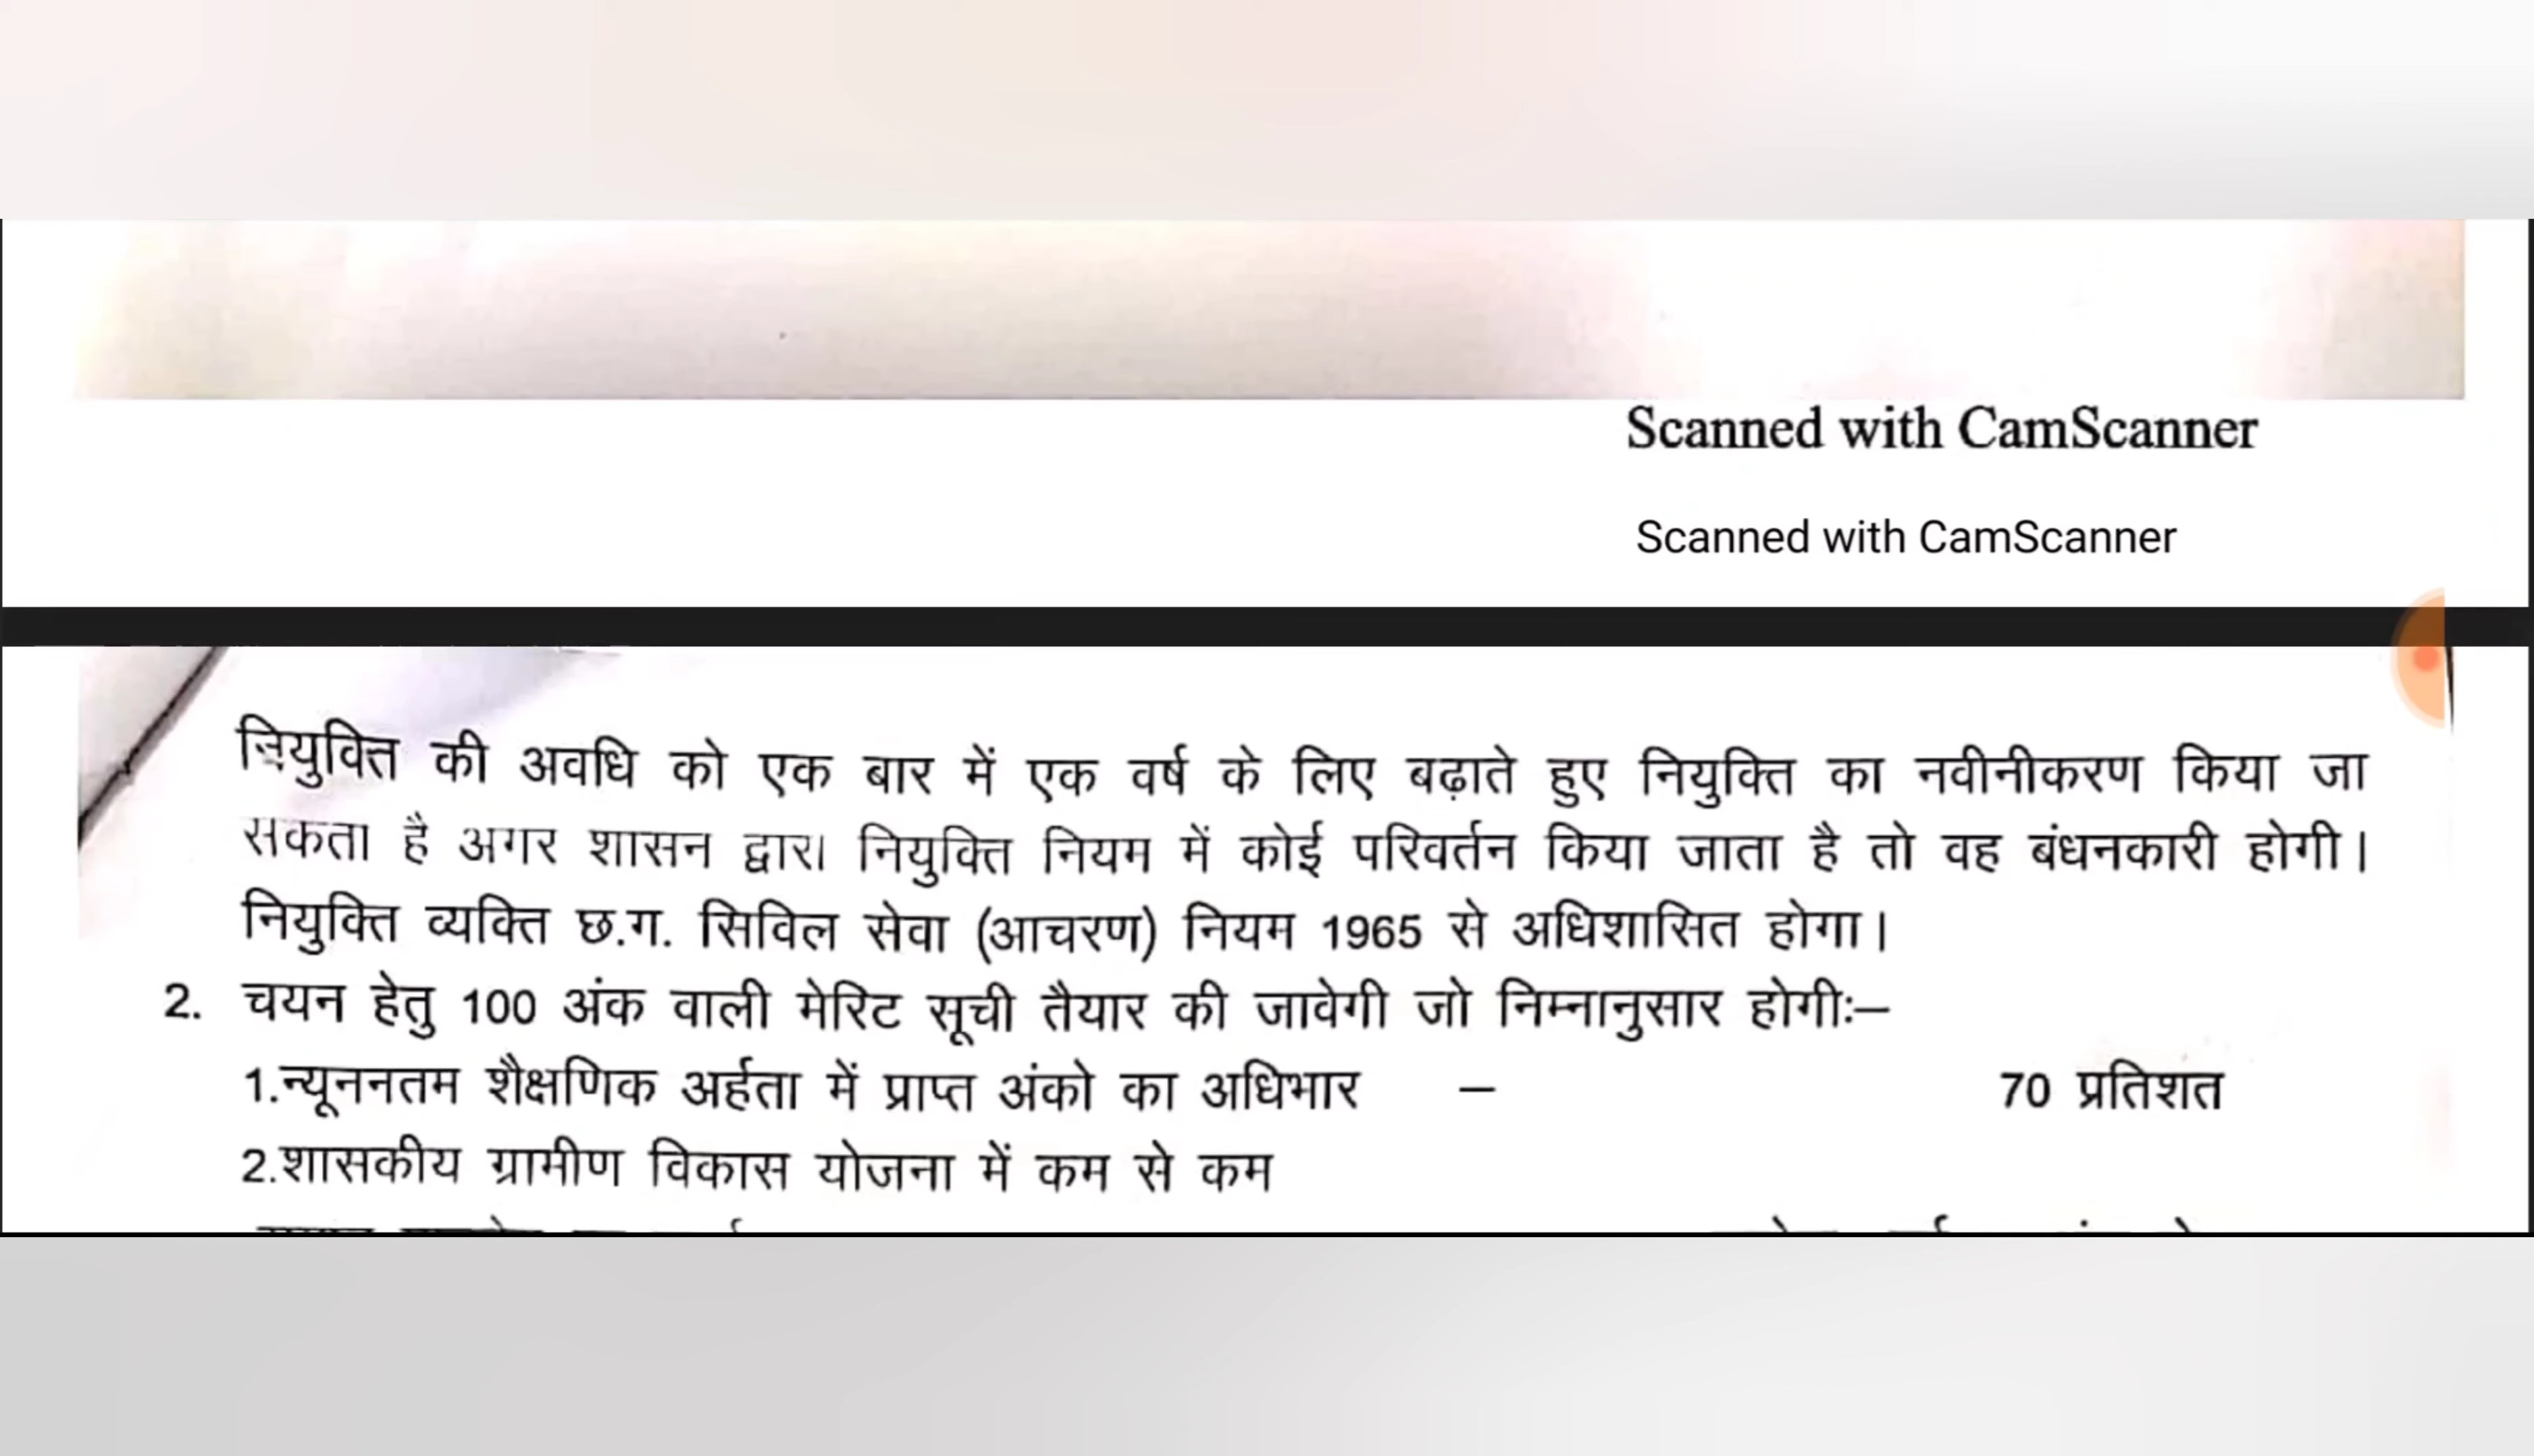 Scanned with CamScanner
Scanned with CamScanner
नियुक्ति की अवधि को एक बार में एक वर्ष के लिए बढ़ाते हुए नियुक्ति का नवीनीकरण किया जा
सकता है अगर शासन द्वारा नियुक्ति नियम में कोई परिवर्तन किया जाता है तो वह बंधनकारी होगी।
नियुक्ति व्यक्ति छ.ग. सिविल सेवा (आचरण) नियम 1965 से अधिशासित होगा।
2. चयन हेतु 100 अंक वाली मेरिट सूची तैयार की जावेगी जो निम्नानुसार होगीः–
1.न्यूननतम शैक्षणिक अर्हता में प्राप्त अंको का अधिभार – 70 प्रतिशत
2.शासकीय ग्रामीण विकास योजना में कम से कम